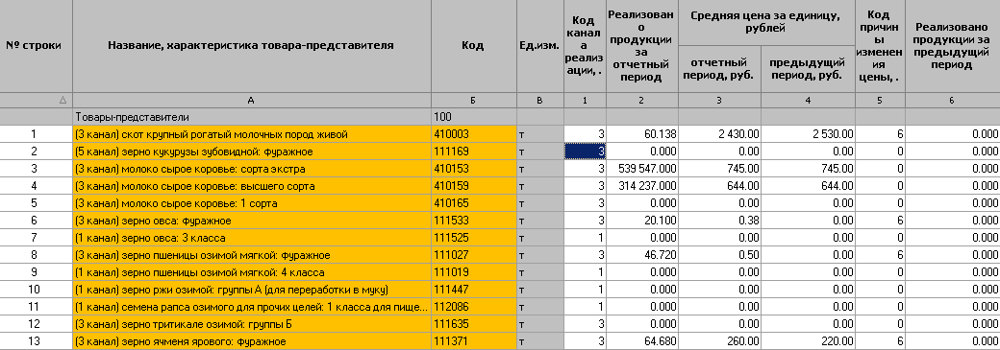 № строки Название, характеристика товара-представителя Код Ед.изм. Код канала реализации, . Реализовано продукции за отчетный период Средняя цена за единицу, рублей Код причины изменения цены, . Реализовано продукции за предыдущий период
отчетный период, руб. предыдущий период, руб.
А Б В 1 2 3 4 5 6
Товары-представители 100
1 (3 канал) скот крупный рогатый молочных пород живой 410003 т 3 60.138 2 430.00 2 530.00 6 0.000
2 (5 канал) зерно кукурузы зубовидной: фуражное 111169 т 3 0.000 0.00 0.00 0 0.000
3 (3 канал) молоко сырое коровье: сорта экстра 410153 т 3 539 547.000 745.00 745.00 0 0.000
4 (3 канал) молоко сырое коровье: высшего сорта 410159 т 3 314 237.000 644.00 644.00 0 0.000
5 (3 канал) молоко сырое коровье: 1 сорта 410165 т 3 0.000 0.00 0.00 0 0.000
6 (3 канал) зерно овса: фуражное 111533 т 3 20.100 0.38 0.00 6 0.000
7 (1 канал) зерно овса: 3 класса 111525 т 1 0.000 0.00 0.00 0 0.000
8 (3 канал) зерно пшеницы озимой мягкой: фуражное 111027 т 3 46.720 0.50 0.00 6 0.000
9 (1 канал) зерно пшеницы озимой мягкой: 4 класса 111019 т 1 0.000 0.00 0.00 0 0.000
10 (1 канал) зерно ржи озимой: группы А (для переработки в муку) 111447 т 1 0.000 0.00 0.00 0 0.000
11 (1 канал) семена рапса озимого для прочих целей: 1 класса для пище... 112086 т 1 0.000 0.00 0.00 0 0.000
12 (3 канал) зерно тритикале озимой: группы Б 111635 т 3 0.000 0.00 0.00 0 0.000
13 (3 канал) зерно ячменя ярового: фуражное 111371 т 3 64.680 260.00 220.00 6 0.000